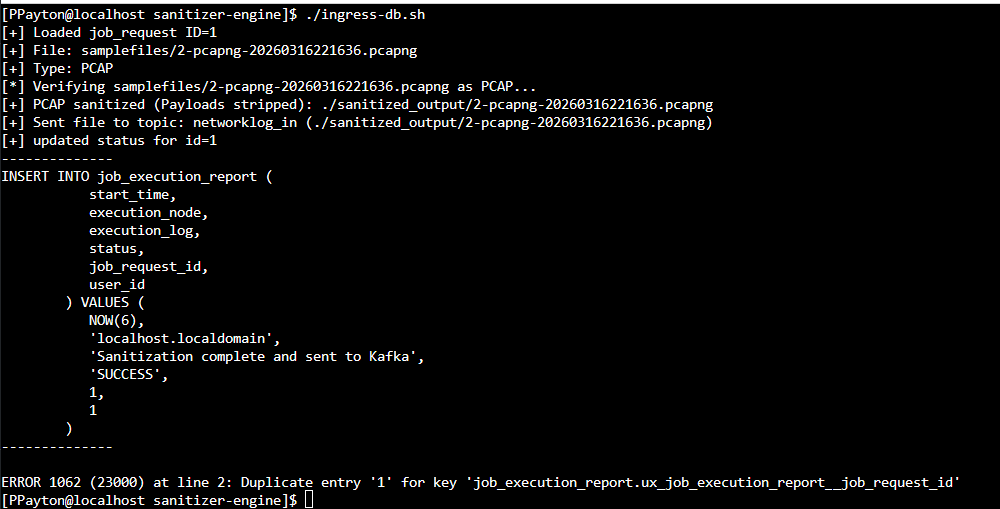 [PPayton@localhost sanitizer-engine]$ ./ingress-db.sh
[+] Loaded job_request ID=1
[+] File: samplefiles/2-pcapng-20260316221636.pcapng
[+] Type: PCAP
[*] Verifying samplefiles/2-pcapng-20260316221636.pcapng as PCAP...
[+] PCAP sanitized (Payloads stripped): ./sanitized_output/2-pcapng-20260316221636.pcapng
[+] Sent file to topic: networklog_in (./sanitized_output/2-pcapng-20260316221636.pcapng)
[+] updated status for id=1
--------------
INSERT INTO job_execution_report (
           start_time,
           execution_node,
           execution_log,
           status,
           job_request_id,
           user_id
        ) VALUES (
           NOW(6),
           'localhost.localdomain',
           'Sanitization complete and sent to Kafka',
           'SUCCESS',
           1,
           1
        )
--------------

ERROR 1062 (23000) at line 2: Duplicate entry '1' for key 'job_execution_report.ux_job_execution_report__job_request_id'
[PPayton@localhost sanitizer-engine]$